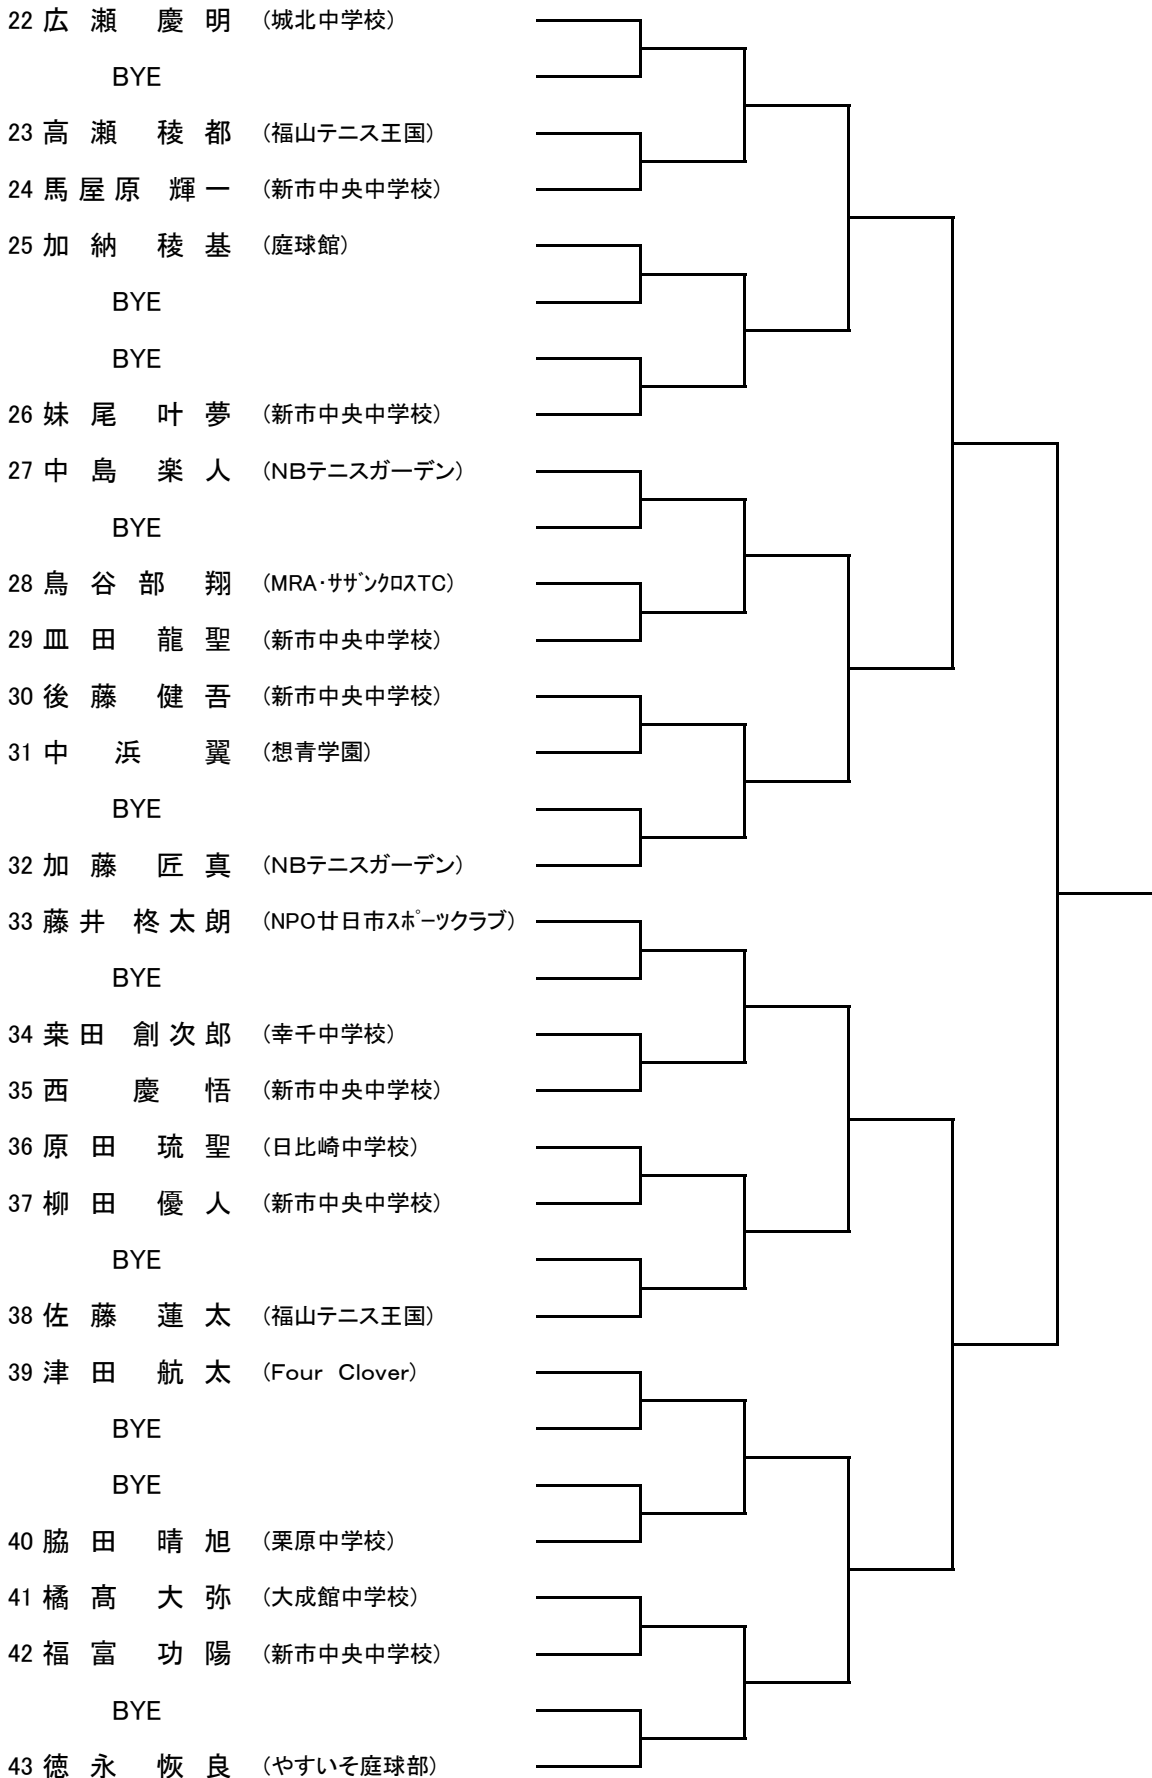 22 広瀬 慶明 (城北中学校)
BYE
23 高瀬 稜都 (福山テニス王国)
24 馬屋原 輝一 (新市中央中学校)
25 加納 稜基 (庭球館)
BYE
BYE
26 妹尾 叶夢 (新市中央中学校)
27 中島 楽人 (NBテニスガーデン)
BYE
28 鳥谷部 翔 (MRA・ｻｻﾞﾝｸﾛｽTC)
29 皿田 龍聖 (新市中央中学校)
30 後藤 健吾 (新市中央中学校)
31 中浜 翼 (想青学園)
BYE
32 加藤 匠真 (NBテニスガーデン)
33 藤井 柊太朗 (NPO廿日市ｽﾎﾟｰﾂクラブ)
BYE
34 桒田 創次郎 (幸千中学校)
35 西 慶悟 (新市中央中学校)
36 原田 琉聖 (日比崎中学校)
37 柳田 優人 (新市中央中学校)
BYE
38 佐藤 蓮太 (福山テニス王国)
39 津田 航太 (Four Clover)
BYE
BYE
40 脇田 晴旭 (栗原中学校)
41 橘髙 大弥 (大成館中学校)
42 福富 功陽 (新市中央中学校)
BYE
43 徳永 恢良 (やすいそ庭球部)